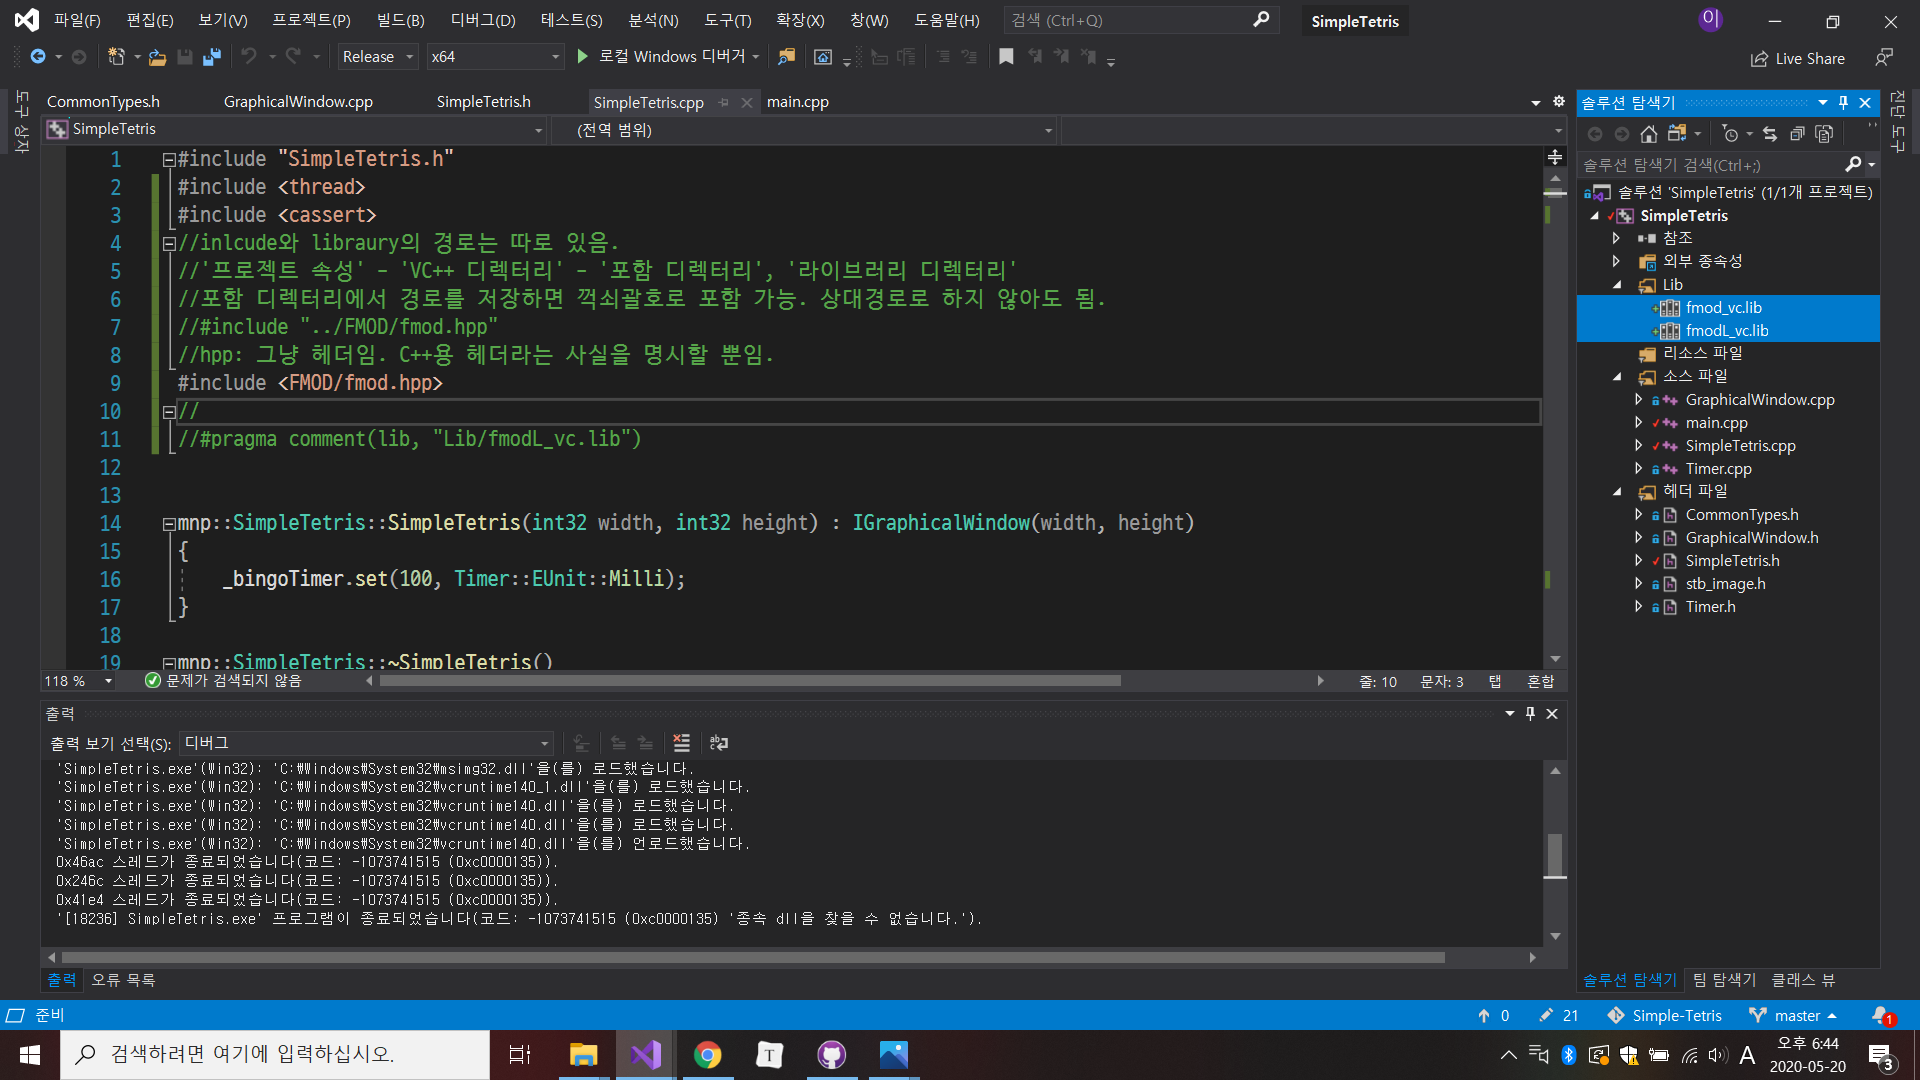 파일(F) 편집(E) 보기(V) 프로젝트(P) 빌드(B) 디버그(D) 테스트(S) 분석(N) 도구(T) 확장(X) 창(W) 도움말(H) 검색 (Ctrl+Q) SimpleTetris 이
Release x64 로컬 Windows 디버거 Live Share
도구 상자
CommonTypes.h GraphicalWindow.cpp SimpleTetris.h SimpleTetris.cpp main.cpp
SimpleTetris (전역 범위)
1 #include "SimpleTetris.h"
2 #include <thread>
3 #include <cassert>
4 //inlcude와 libraury의 경로는 따로 있음.
5 //'프로젝트 속성' - 'VC++ 디렉터리' - '포함 디렉터리', '라이브러리 디렉터리'
6 //포함 디렉터리에서 경로를 저장하면 꺽쇠괄호로 포함 가능. 상대경로로 하지 않아도 됨.
7 //#include "../FMOD/fmod.hpp"
8 //hpp: 그냥 헤더임. C++용 헤더라는 사실을 명시할 뿐임.
9 #include <FMOD/fmod.hpp>
10 //
11 //#pragma comment(lib, "Lib/fmodL_vc.lib")
12
13
14 mnp::SimpleTetris::SimpleTetris(int32 width, int32 height) : IGraphicalWindow(width, height)
15 {
16 _bingoTimer.set(100, Timer::EUnit::Milli);
17 }
18
19 mnp::SimpleTetris::~SimpleTetris()
118 % 문제가 검색되지 않음 줄: 10 문자: 3 탭 혼합
출력
출력 보기 선택(S): 디버그
'SimpleTetris.exe'(Win32): 'C:\Windows\System32\msimg32.dll'을(를) 로드했습니다.
'SimpleTetris.exe'(Win32): 'C:\Windows\System32\vcruntime140_1.dll'을(를) 로드했습니다.
'SimpleTetris.exe'(Win32): 'C:\Windows\System32\vcruntime140.dll'을(를) 로드했습니다.
'SimpleTetris.exe'(Win32): 'C:\Windows\System32\vcruntime140.dll'을(를) 로드했습니다.
'SimpleTetris.exe'(Win32): 'C:\Windows\System32\vcruntime140.dll'을(를) 언로드했습니다.
0x46ac 스레드가 종료되었습니다(코드: -1073741515 (0xc0000135)).
0x246c 스레드가 종료되었습니다(코드: -1073741515 (0xc0000135)).
0x41e4 스레드가 종료되었습니다(코드: -1073741515 (0xc0000135)).
'[18236] SimpleTetris.exe' 프로그램이 종료되었습니다(코드: -1073741515 (0xc0000135) '종속 dll을 찾을 수 없습니다.').
출력 오류 목록
솔루션 탐색기
솔루션 탐색기 검색(Ctrl+;)
솔루션 'SimpleTetris' (1/1개 프로젝트)
SimpleTetris
참조
외부 종속성
Lib
fmod_vc.lib
fmodL_vc.lib
리소스 파일
소스 파일
GraphicalWindow.cpp
main.cpp
SimpleTetris.cpp
Timer.cpp
헤더 파일
CommonTypes.h
GraphicalWindow.h
SimpleTetris.h
stb_image.h
Timer.h
솔루션 탐색기 팀 탐색기 클래스 뷰
진단 도구
준비 0 21 Simple-Tetris master 1
검색하려면 여기에 입력하십시오. T A 오후 6:44 3
2020-05-20